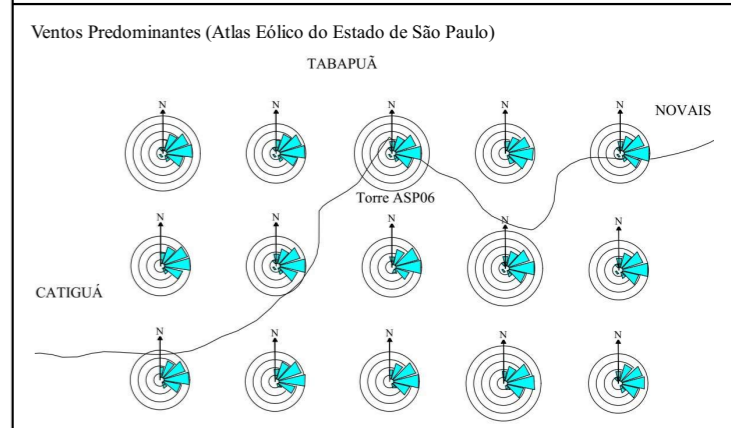 Ventos Predominantes (Atlas Eólico do Estado de São Paulo)
TABAPUÃ
N N N N N
NOVAIS
Torre ASP06
N N N N N
CATIGUÁ
N N N N N